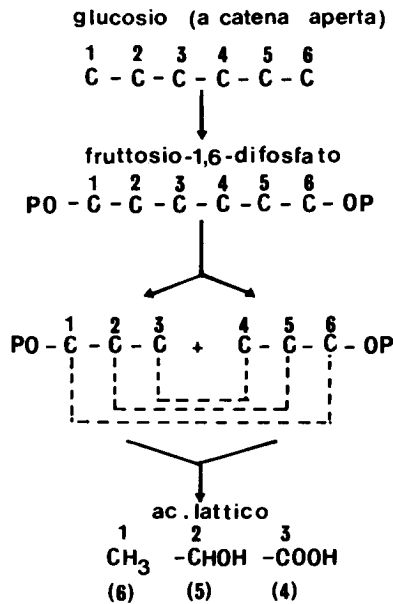 glucosio (a catena aperta)
1 2 3 4 5 6
C - C - C - C - C - C
fruttosio-1,6-difosfato
1 2 3 4 5 6
PO - C - C - C - C - C - C - OP
1 2 3 4 5 6
PO - C - C - C + C - C - C - OP
ac. lattico
1 2 3
CH₃ - CHOH - COOH
(6) (5) (4)